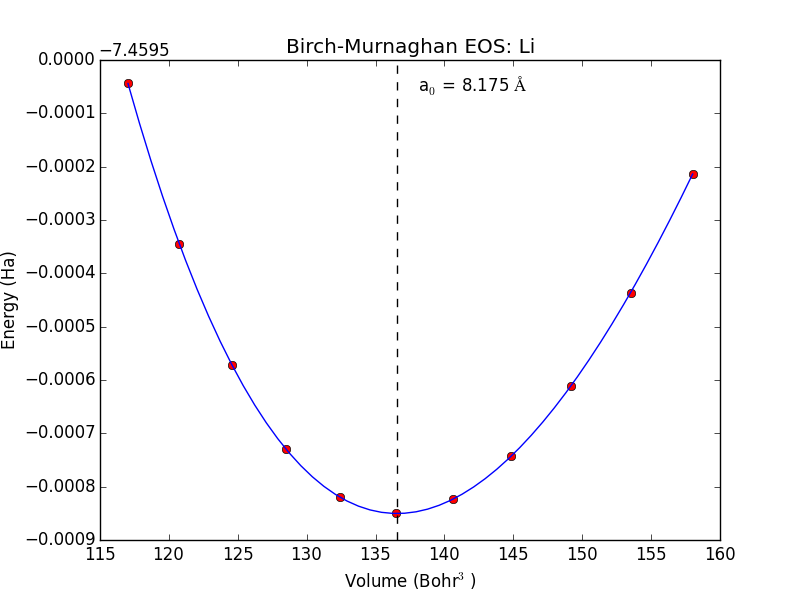 Birch-Murnaghan EOS: Li
−7.4595
a₀ = 8.175 Å
0.0000
−0.0001
−0.0002
−0.0003
−0.0004
−0.0005
−0.0006
−0.0007
−0.0008
−0.0009
Energy (Ha)
115 120 125 130 135 140 145 150 155 160
Volume (Bohr³ )